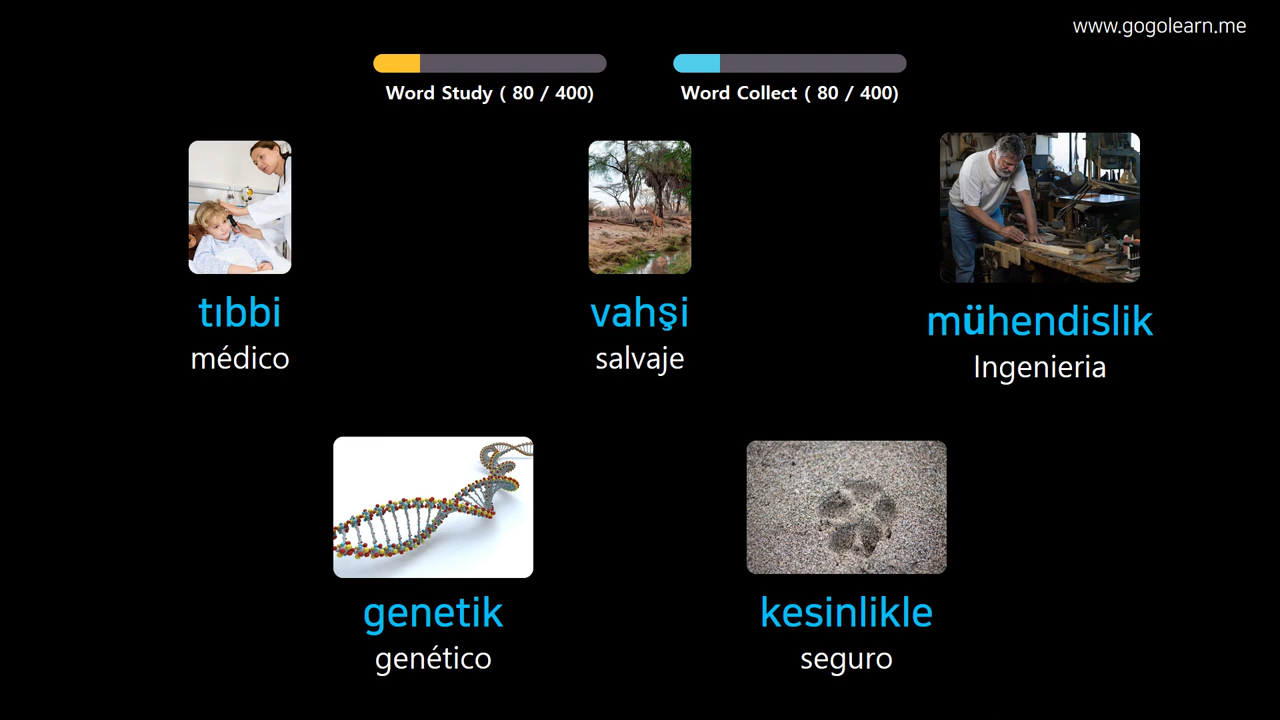 www.gogolearn.me
Word Study ( 80 / 400)
Word Collect ( 80 / 400)
tıbbi
médico
vahşi
salvaje
mühendislik
Ingenieria
genetik
genético
kesinlikle
seguro